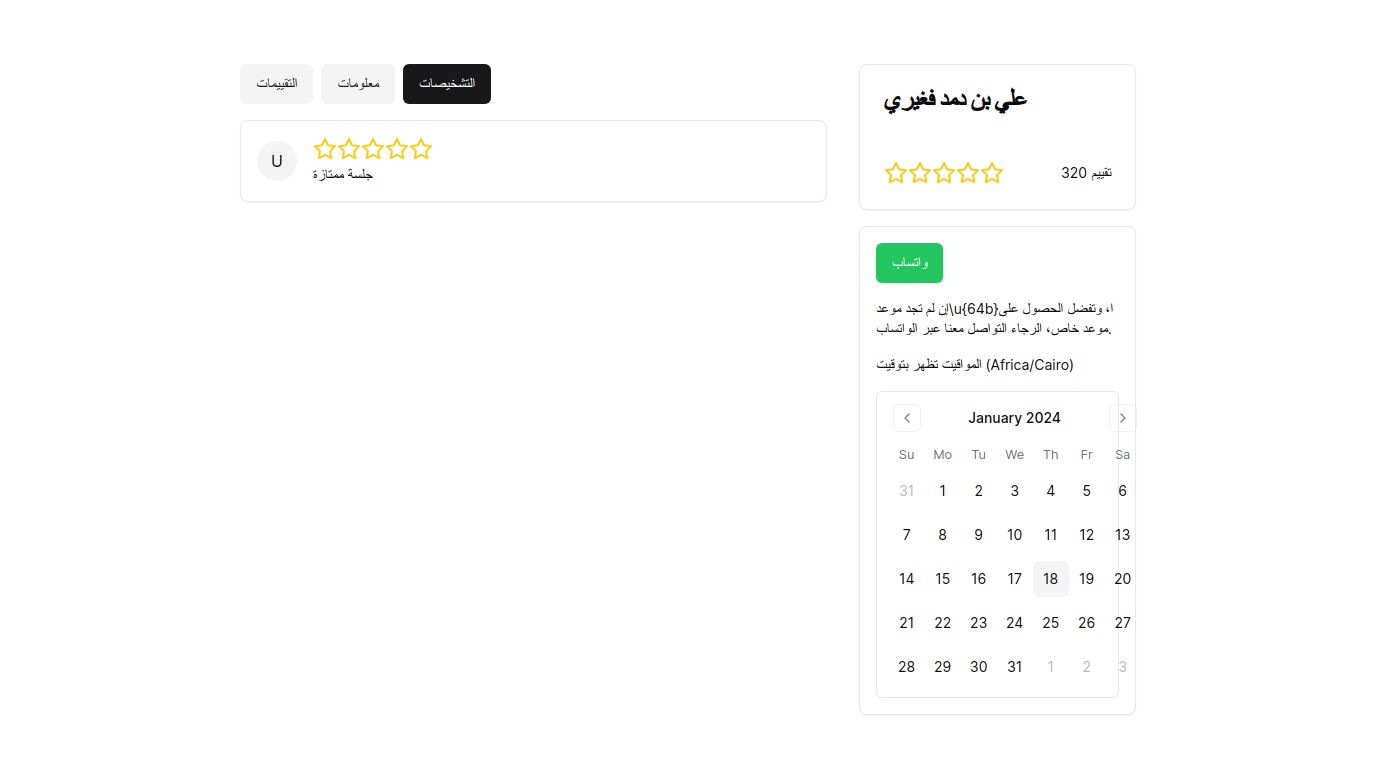 التقييمات
معلومات
التشخيصات
U
جلسة ممتازة
علي بن دمد فغيري
320 تقييم
واتساب
إن لم تجد موعد\u{64b}ا، وتفضل الحصول على
موعد خاص، الرجاء التواصل معنا عبر الواتساب.
المواقيت تظهر بتوقيت (Africa/Cairo)
January 2024
Su Mo Tu We Th Fr Sa
31 1 2 3 4 5 6
7 8 9 10 11 12 13
14 15 16 17 18 19 20
21 22 23 24 25 26 27
28 29 30 31 1 2 3